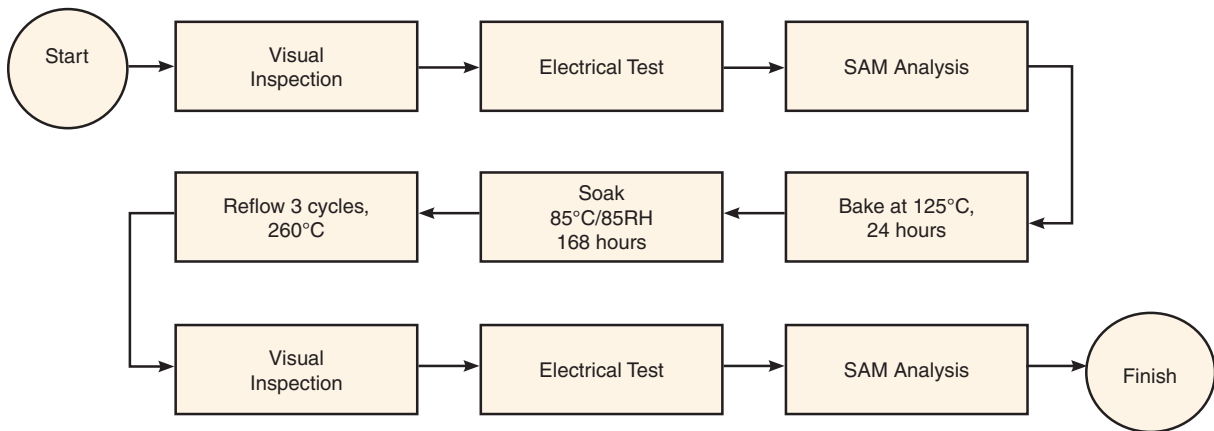 Start
Visual
Inspection
Electrical Test
SAM Analysis
Bake at 125°C,
24 hours
Soak
85°C/85RH
168 hours
Reflow 3 cycles,
260°C
Visual
Inspection
Electrical Test
SAM Analysis
Finish